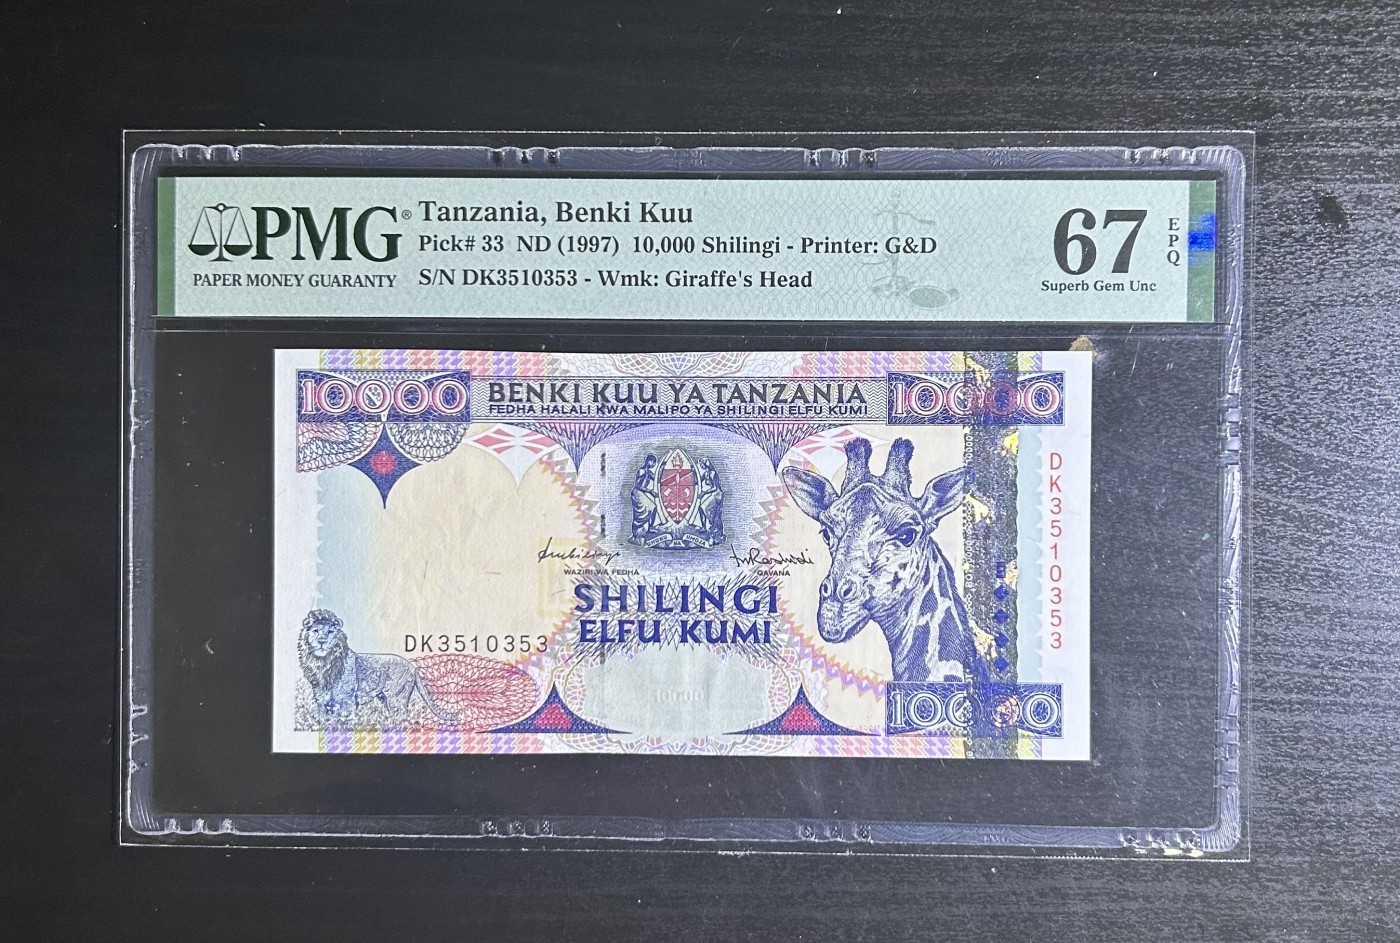 PMG®
PAPER MONEY GUARANTY
Tanzania, Benki Kuu
Pick# 33 ND (1997) 10,000 Shilingi - Printer: G&D
S/N DK3510353 - Wmk: Giraffe's Head
67
EPQ
Superb Gem Unc
10000
BENKI KUU YA TANZANIA
FEDHA HALALI KWA MALIPO YA SHILINGI ELFU KUMI
10000
DK3510353
WAZIRI WA FEDHA
GAVANA
SHILINGI
ELFU KUMI
DK3510353
10000
10000